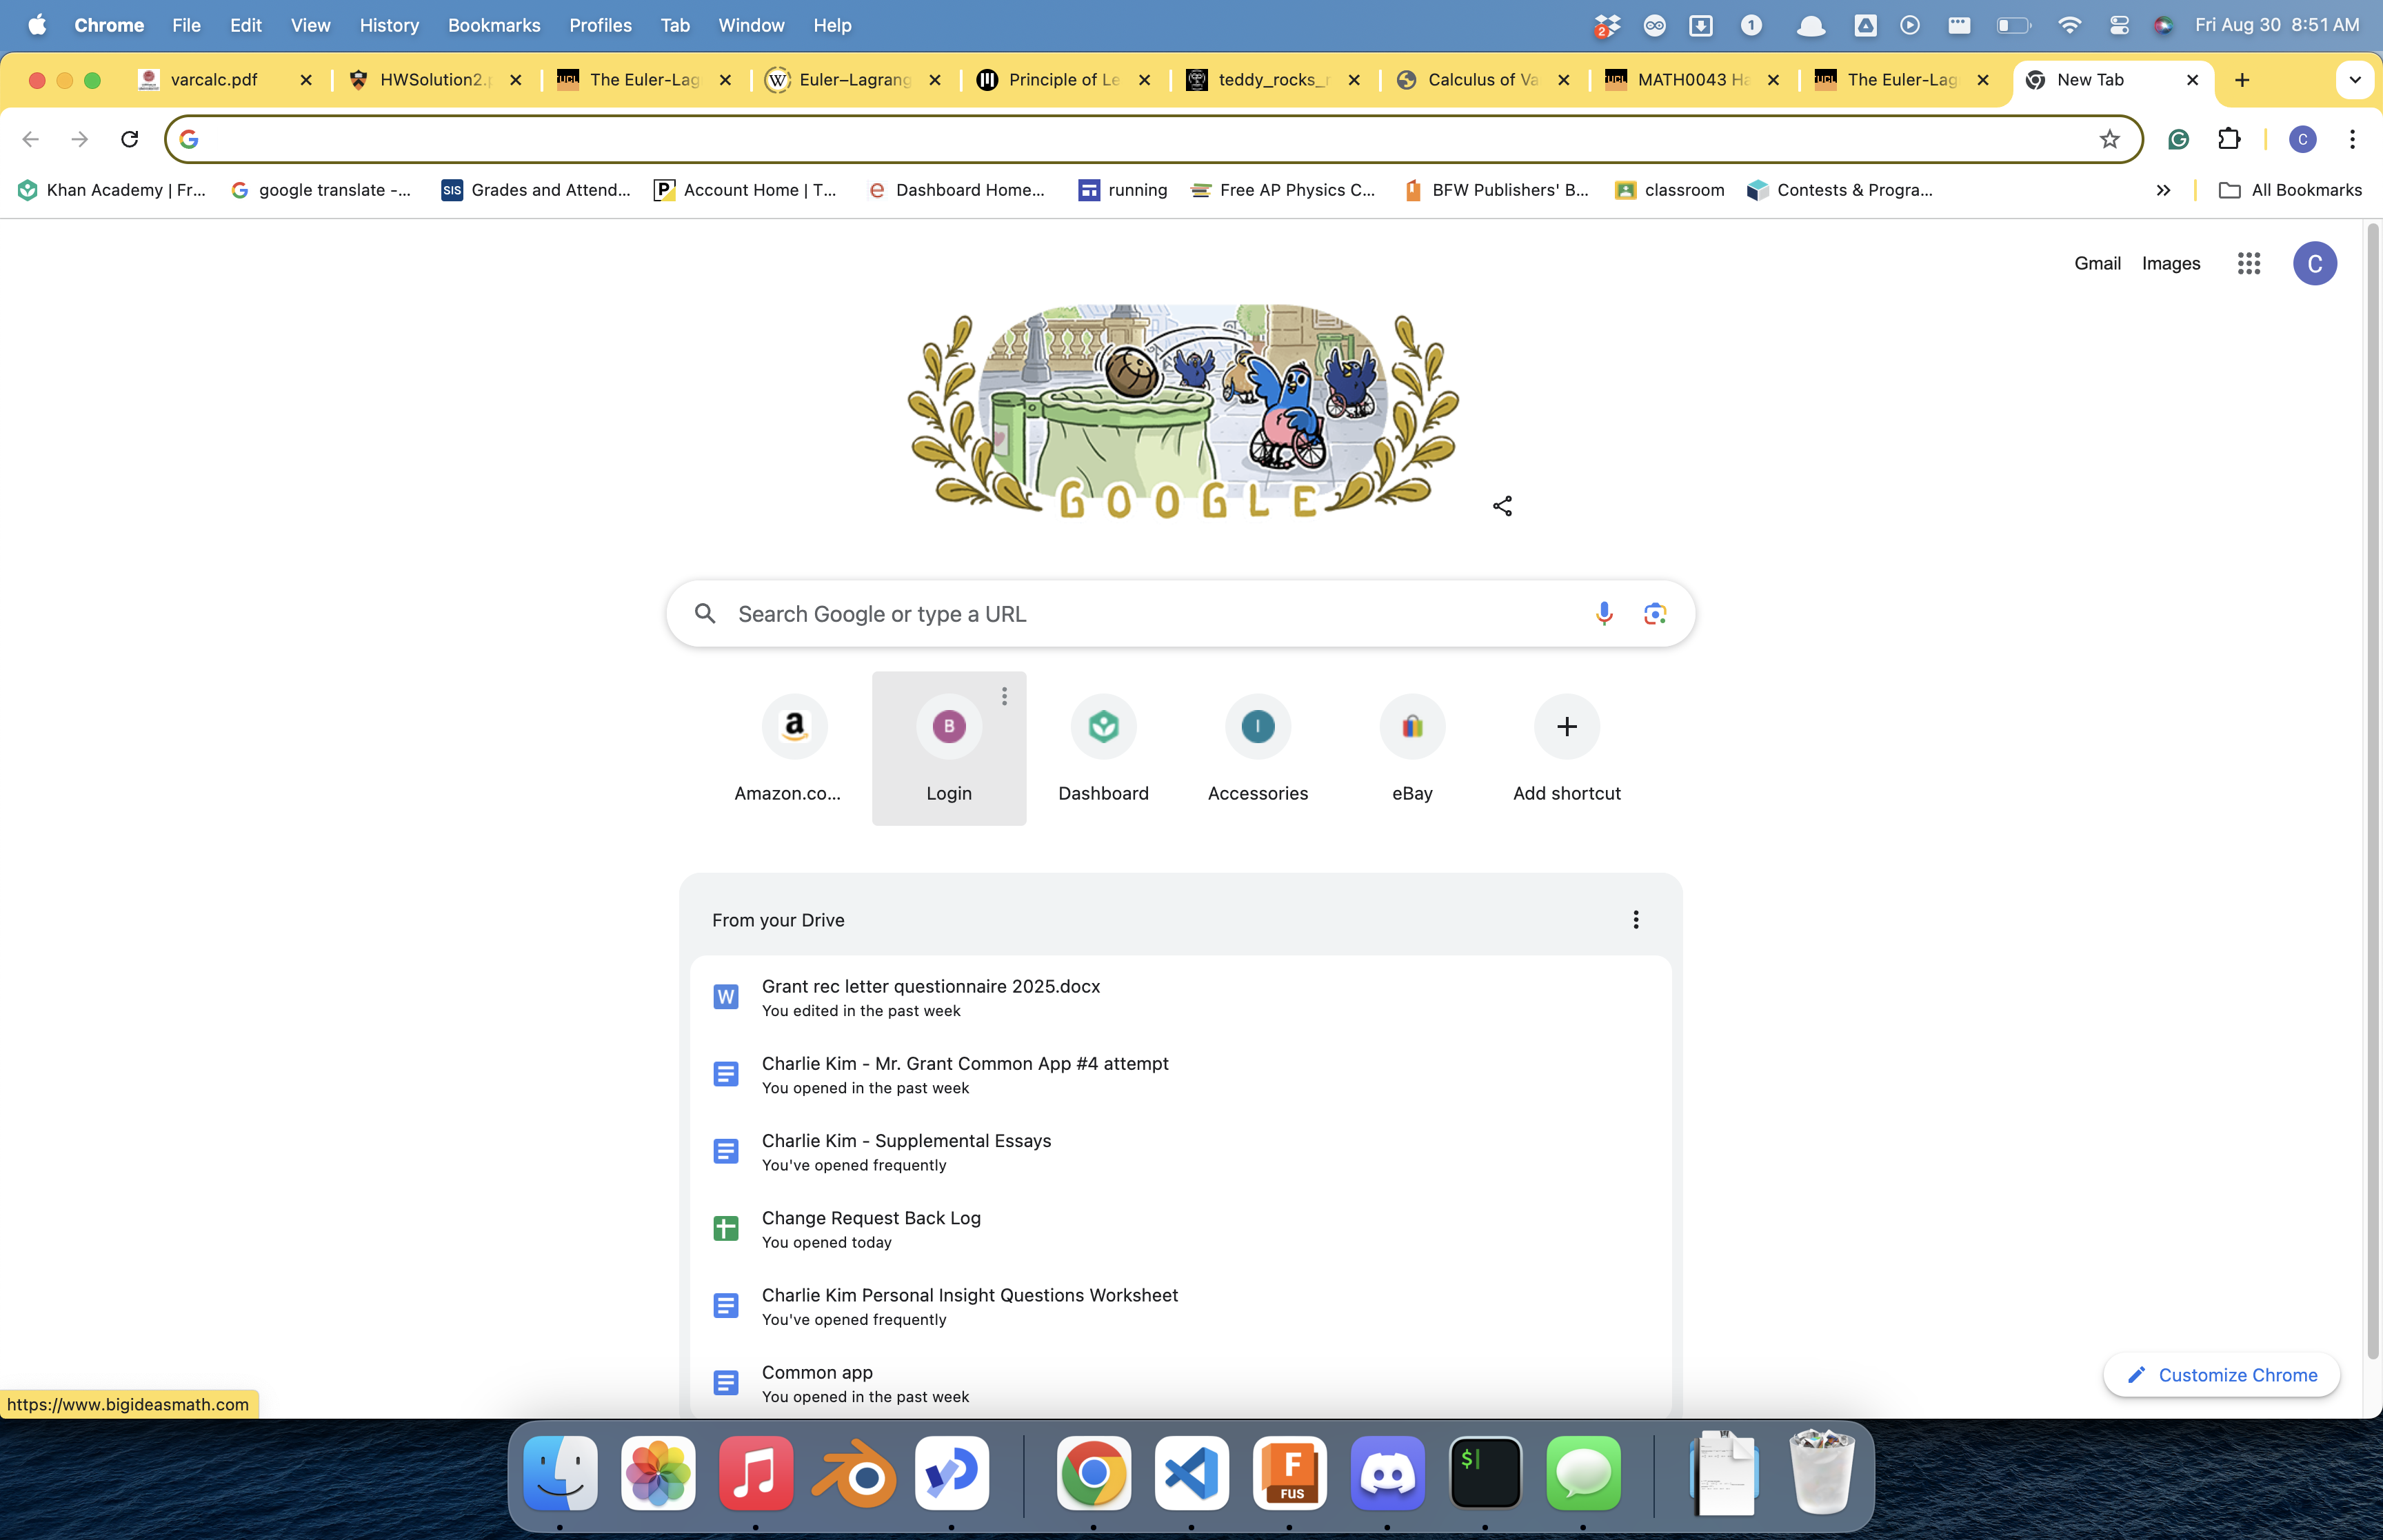 Chrome File Edit View History Bookmarks Profiles Tab Window Help 2 1 Fri Aug 30 8:51 AM
varcalc.pdf HWSolution2.p The Euler-Lag Euler–Lagrang Principle of Le teddy_rocks_r Calculus of Va MATH0043 Ha The Euler-Lag New Tab
C
Khan Academy | Fr... google translate -... SIS Grades and Attend... Account Home | T... Dashboard Home... running Free AP Physics C... BFW Publishers' B... classroom Contests & Progra... All Bookmarks
Gmail Images C
GOOGLE
Search Google or type a URL
a B I
Amazon.co... Login Dashboard Accessories eBay Add shortcut
From your Drive
Grant rec letter questionnaire 2025.docx
You edited in the past week
Charlie Kim - Mr. Grant Common App #4 attempt
You opened in the past week
Charlie Kim - Supplemental Essays
You've opened frequently
Change Request Back Log
You opened today
Charlie Kim Personal Insight Questions Worksheet
You've opened frequently
Common app
You opened in the past week
Customize Chrome
https://www.bigideasmath.com
F
FUS
$